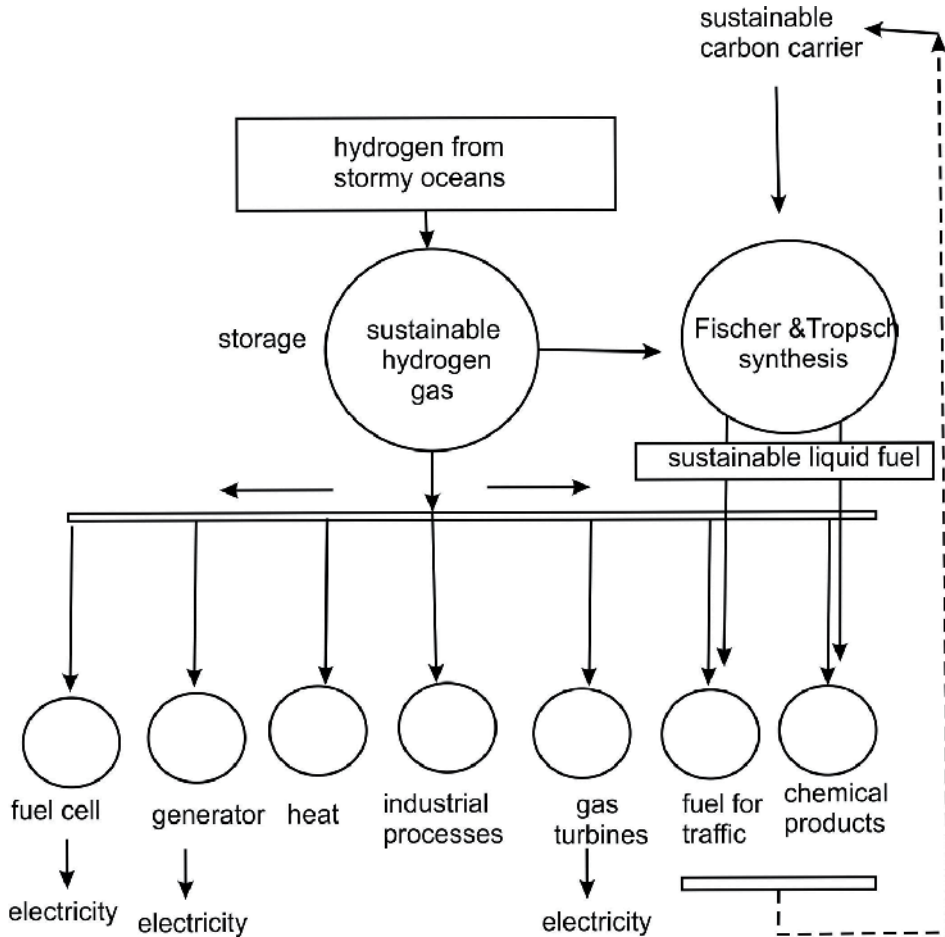 sustainable
carbon carrier
hydrogen from
stormy oceans
storage
sustainable
hydrogen
gas
Fischer &Tropsch
synthesis
sustainable liquid fuel
fuel cell
generator
heat
industrial
processes
gas
turbines
fuel for
traffic
chemical
products
electricity
electricity
electricity